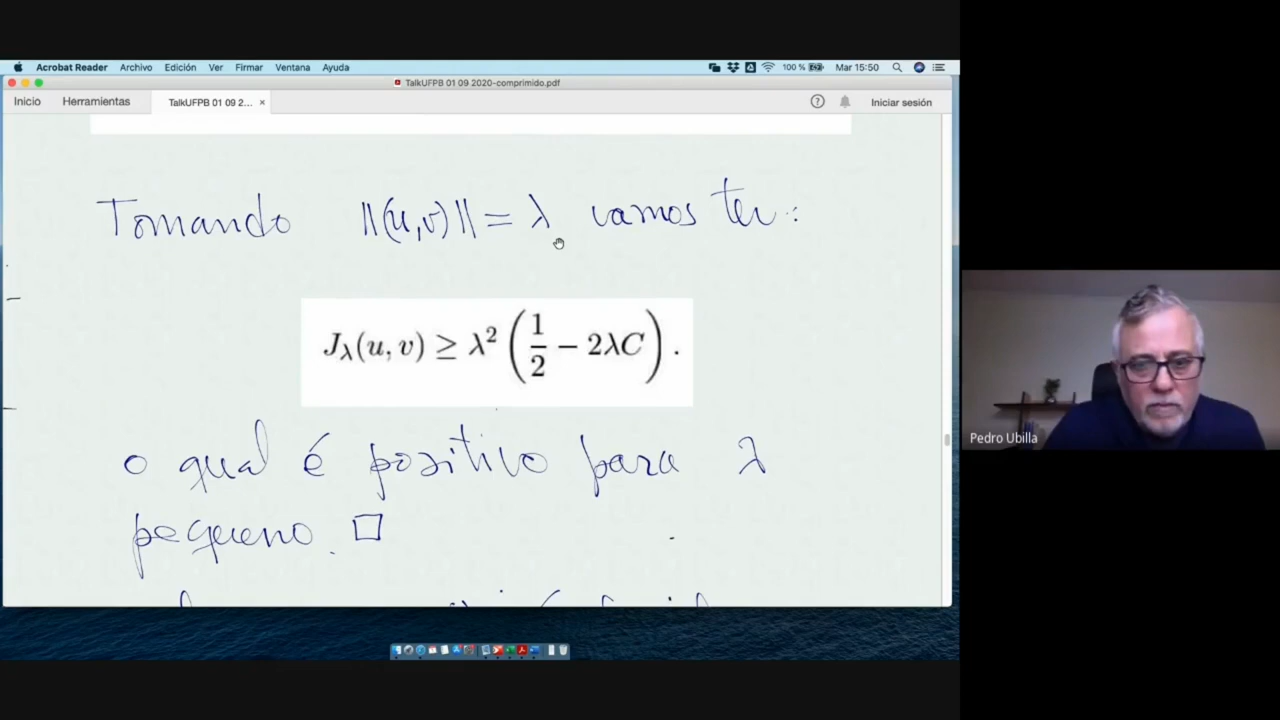 Acrobat Reader Archivo Edición Ver Firmar Ventana Ayuda 100 % Mar 15:50
TalkUFPB 01 09 2020-comprimido.pdf
Inicio Herramientas TalkUFPB 01 09 2... × ? Iniciar sesión
Tomando ||(u,v)|| = λ vamos ter:
J_λ(u, v) ≥ λ² (1/2 − 2λC).
o qual é positivo para λ
pequeno. □
Pedro Ubilla